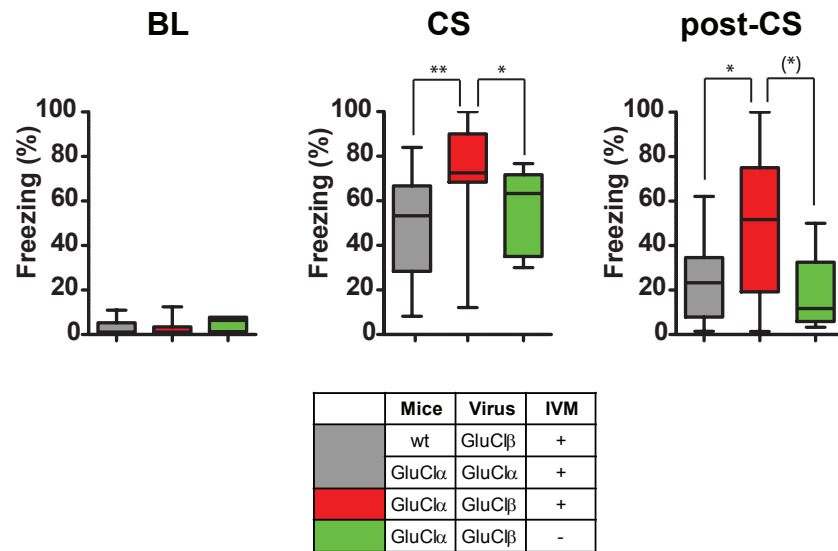 BL CS post-CS
** * * (*)
Freezing (%) Freezing (%) Freezing (%)
100 100 100
80 80 80
60 60 60
40 40 40
20 20 20
0 0 0
Mice Virus IVM
wt GluClβ +
GluClα GluClα +
GluClα GluClβ +
GluClα GluClβ -